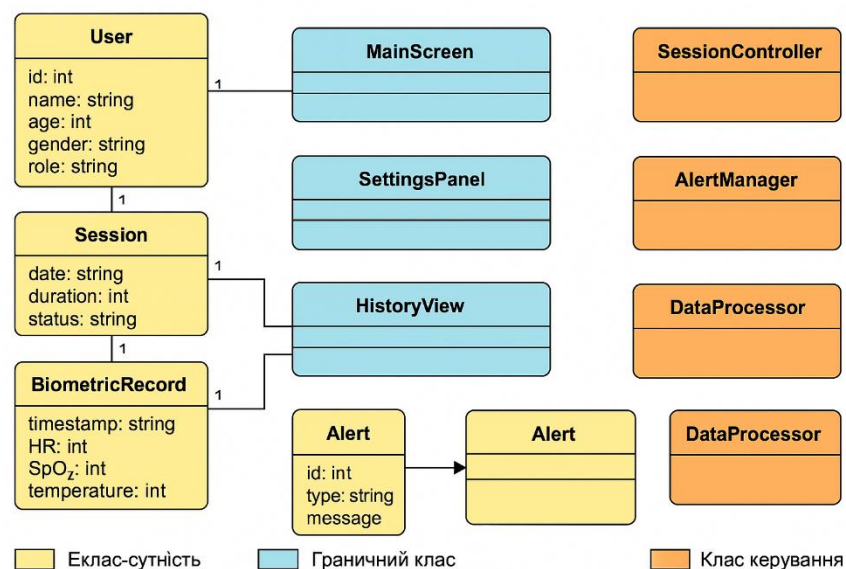 User
id: int
name: string
age: int
gender: string
role: string
1
MainScreen
SessionController
1
SettingsPanel
AlertManager
Session
date: string
duration: int
status: string
1
1
HistoryView
DataProcessor
BiometricRecord
timestamp: string
HR: int
SpO₂: int
temperature: int
1
Alert
id: int
type: string
message
Alert
DataProcessor
Еклас-сутність
Граничний клас
Клас керування